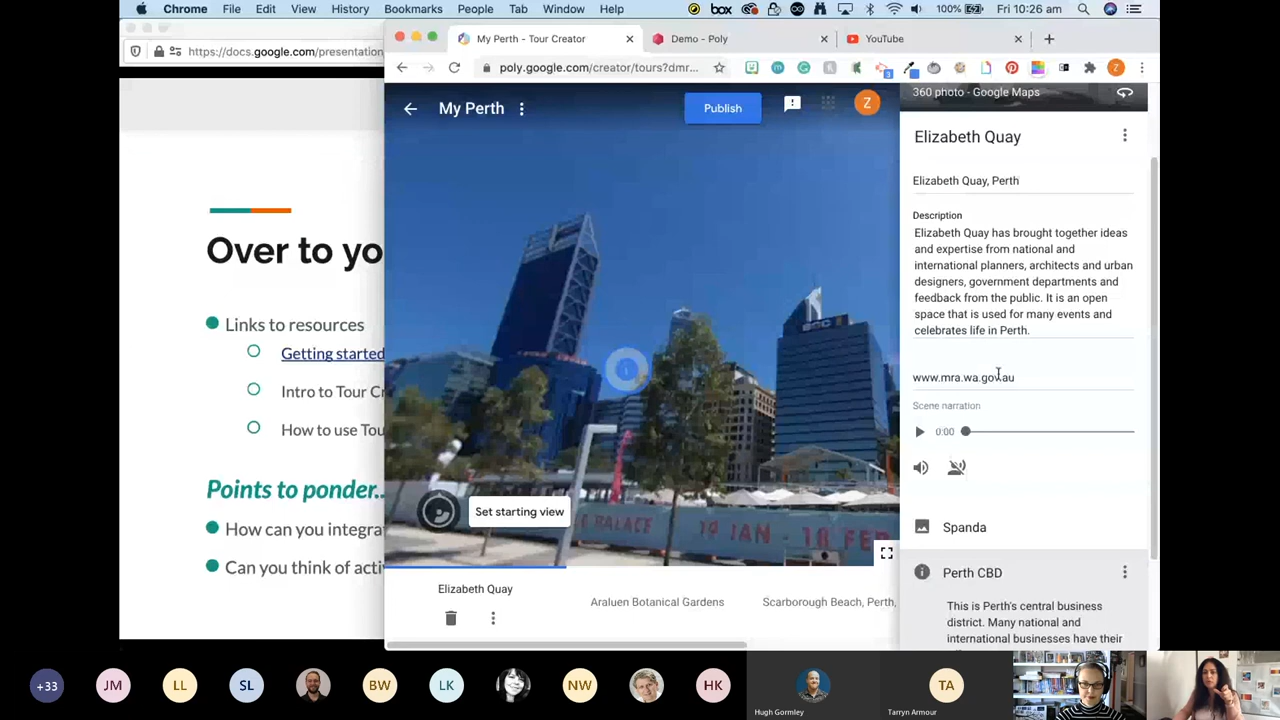 Chrome File Edit View History Bookmarks People Tab Window Help
box 100% Fri 10:26 am
My Perth - Tour Creator
Demo - Poly
YouTube
https://docs.google.com/presentation
poly.google.com/creator/tours?dmr...
3
Z
My Perth
Publish
Z
360 photo - Google Maps
Elizabeth Quay
Elizabeth Quay, Perth
Description
Elizabeth Quay has brought together ideas
and expertise from national and
international planners, architects and urban
designers, government departments and
feedback from the public. It is an open
space that is used for many events and
celebrates life in Perth.
www.mra.wa.gov.au
Scene narration
0:00
Spanda
Perth CBD
This is Perth's central business
district. Many national and
international businesses have their
Over to yo
Links to resources
Getting started
Intro to Tour Cr
How to use Tou
Points to ponder..
How can you integra
Can you think of acti
Set starting view
PALACE 19 JAN - 18 FEB
Elizabeth Quay
Araluen Botanical Gardens
Scarborough Beach, Perth,
+33
JM
LL
SL
BW
LK
NW
HK
Hugh Gormley
TA
Tarryn Armour